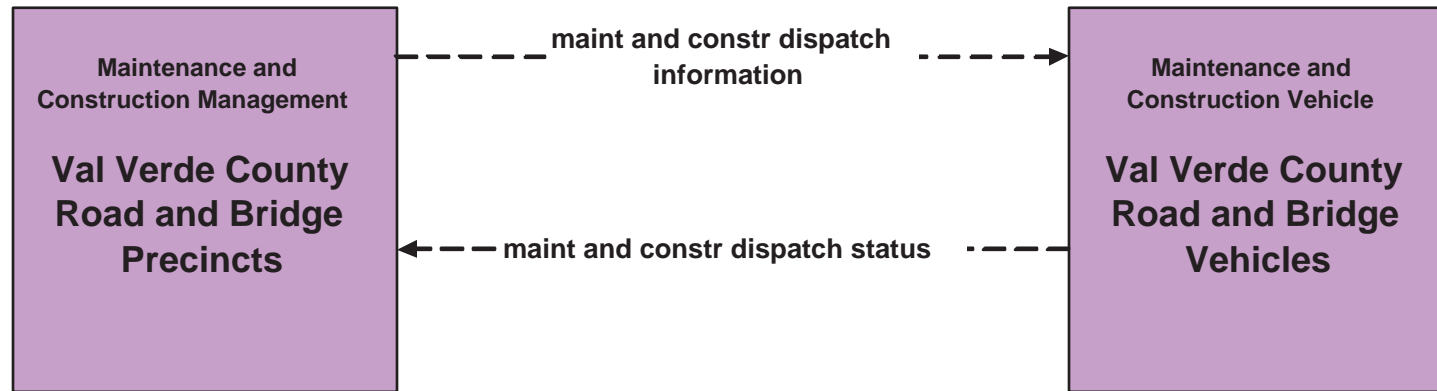 Maintenance and
Construction Management
Val Verde County
Road and Bridge
Precincts
maint and constr dispatch
information
maint and constr dispatch status
Maintenance and
Construction Vehicle
Val Verde County
Road and Bridge
Vehicles